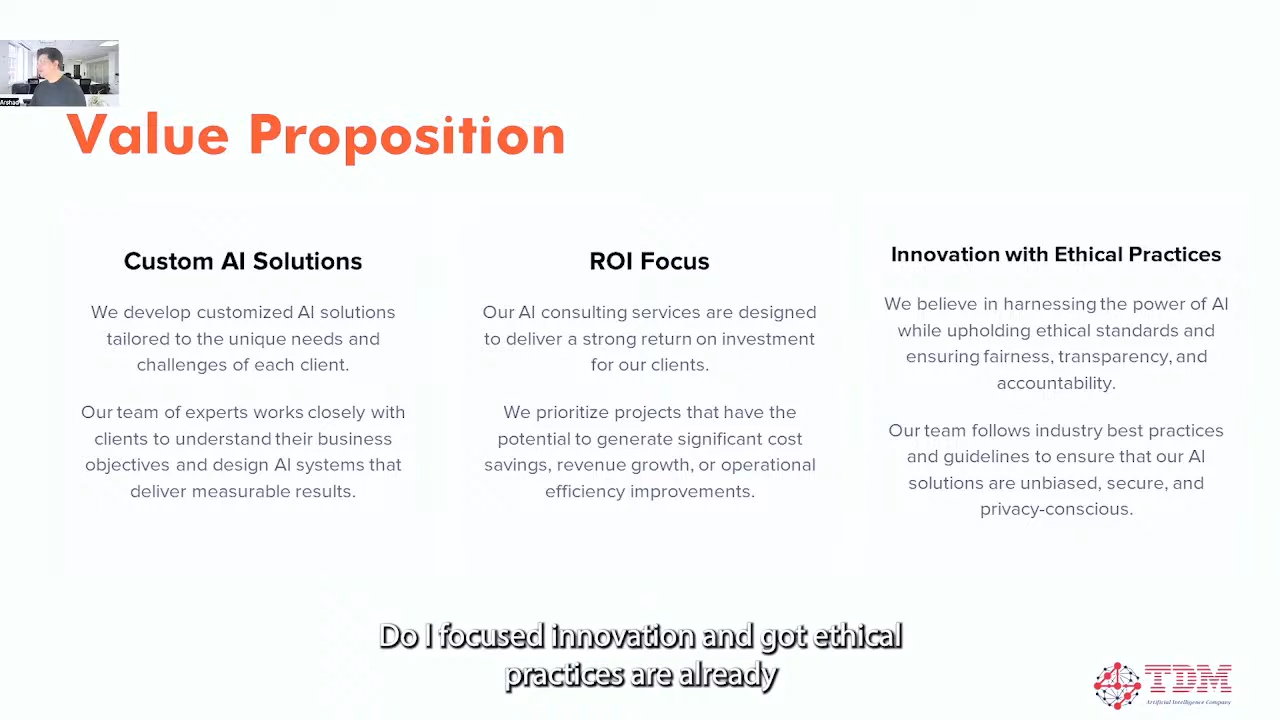 Arshad
Value Proposition
Custom AI Solutions
We develop customized AI solutions
tailored to the unique needs and
challenges of each client.
Our team of experts works closely with
clients to understand their business
objectives and design AI systems that
deliver measurable results.
ROI Focus
Our AI consulting services are designed
to deliver a strong return on investment
for our clients.
We prioritize projects that have the
potential to generate significant cost
savings, revenue growth, or operational
efficiency improvements.
Innovation with Ethical Practices
We believe in harnessing the power of AI
while upholding ethical standards and
ensuring fairness, transparency, and
accountability.
Our team follows industry best practices
and guidelines to ensure that our AI
solutions are unbiased, secure, and
privacy-conscious.
Do I focused innovation and got ethical
practices are already
TDM
Artificial Intelligence Company